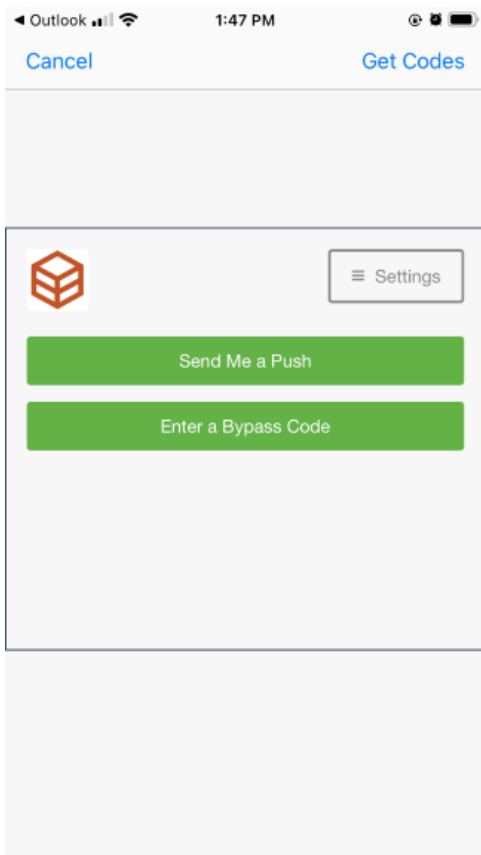 Outlook 1:47 PM
Cancel Get Codes
Settings
Send Me a Push
Enter a Bypass Code